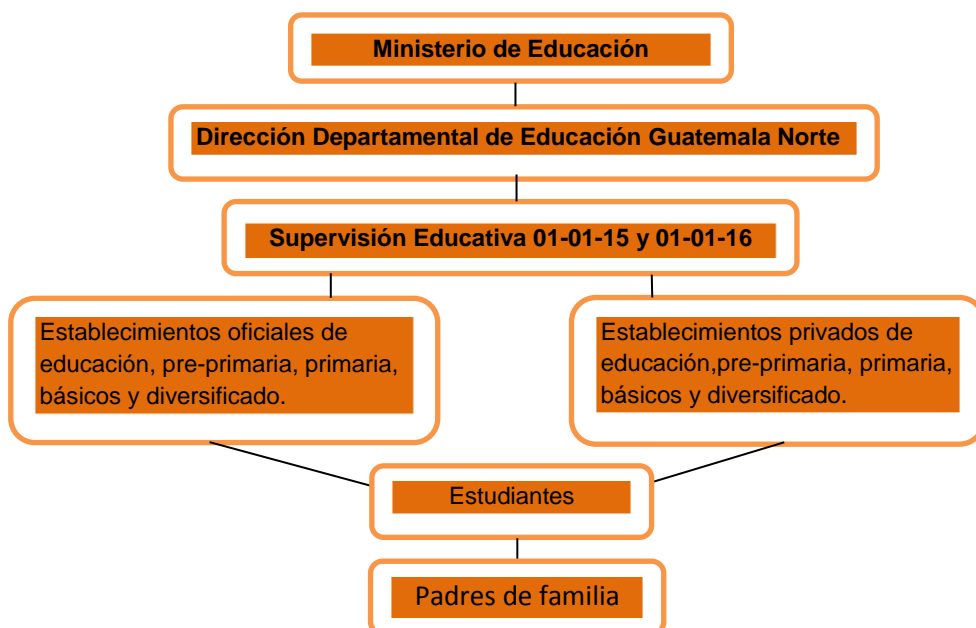 Ministerio de Educación
Dirección Departamental de Educación Guatemala Norte
Supervisión Educativa 01-01-15 y 01-01-16
Establecimientos oficiales de
educación, pre-primaria, primaria,
básicos y diversificado.
Establecimientos privados de
educación,pre-primaria, primaria,
básicos y diversificado.
Estudiantes
Padres de familia